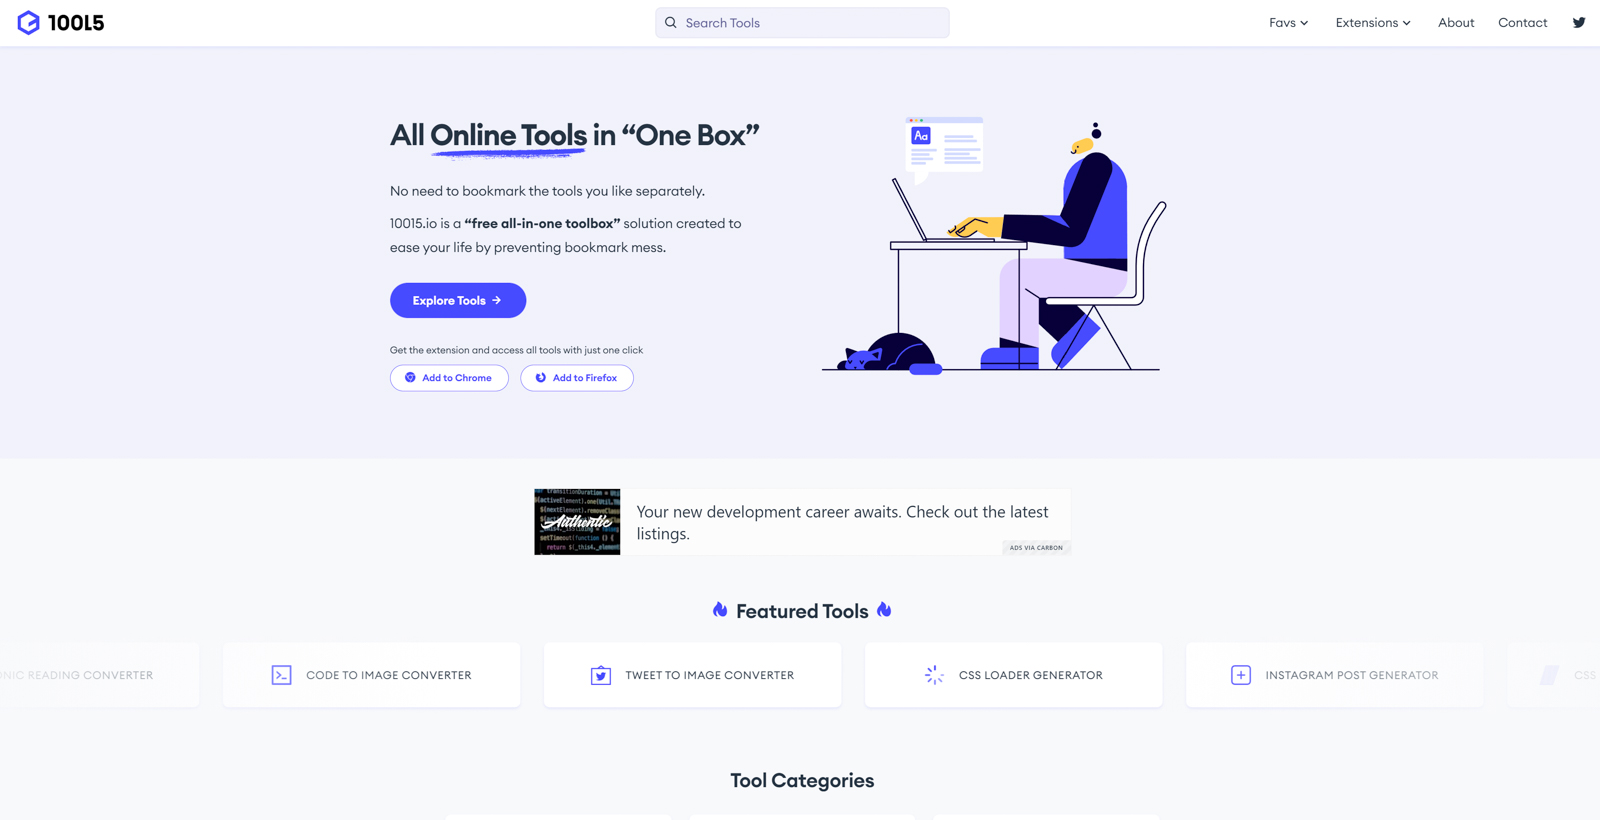 10015
Search Tools
Favs
Extensions
About
Contact
All Online Tools in “One Box”
No need to bookmark the tools you like separately.
10015.io is a “free all-in-one toolbox” solution created to
ease your life by preventing bookmark mess.
Explore Tools
Get the extension and access all tools with just one click
Add to Chrome
Add to Firefox
Aa
Authentic
Your new development career awaits. Check out the latest
listings.
ADS VIA CARBON
Featured Tools
READING CONVERTER
CODE TO IMAGE CONVERTER
TWEET TO IMAGE CONVERTER
CSS LOADER GENERATOR
INSTAGRAM POST GENERATOR
CSS
Tool Categories